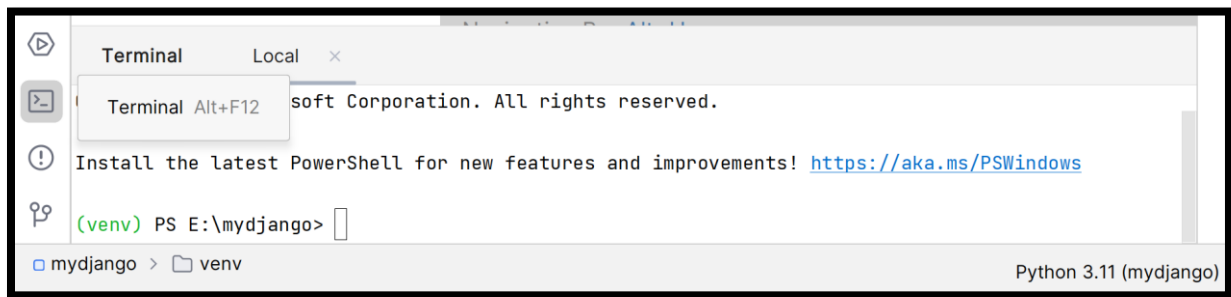 Terminal Local ×
Terminal Alt+F12
soft Corporation. All rights reserved.
Install the latest PowerShell for new features and improvements! https://aka.ms/PSWindows
(venv) PS E:\mydjango>
mydjango > venv
Python 3.11 (mydjango)